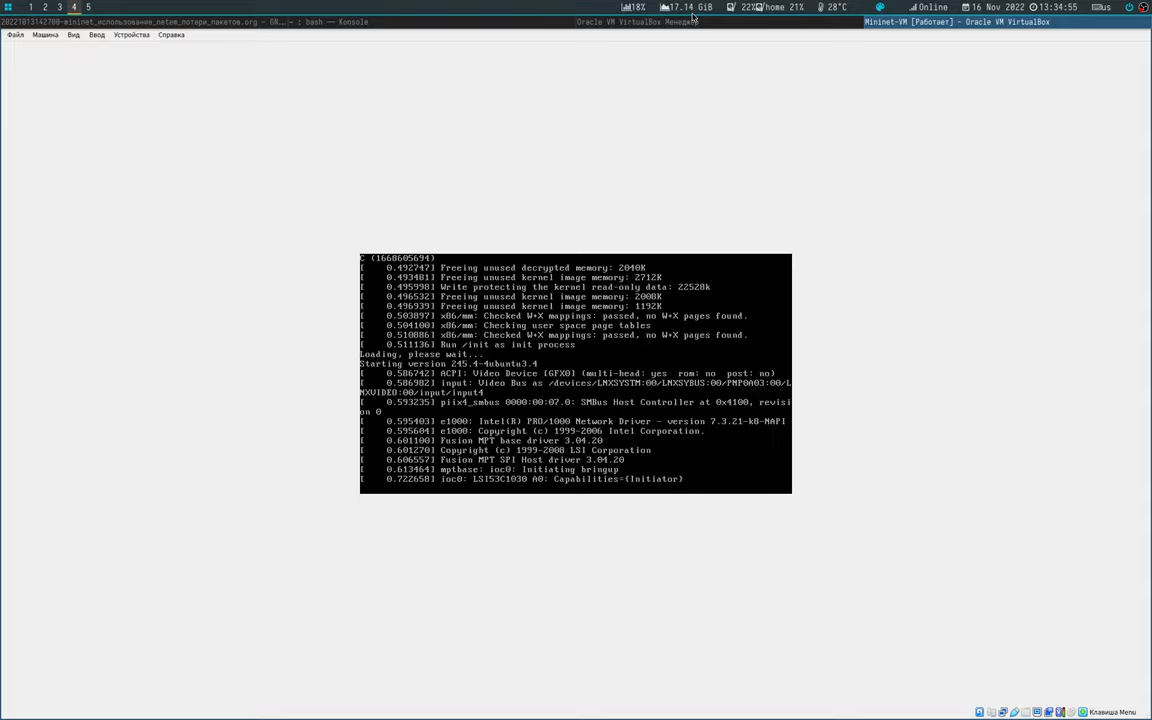 1 2 3 4 5 18% 17.14 GiB 22% /home 21% 28°C Online 16 Nov 2022 13:34:55 us
20221013142700-mininet_использование_netem_потери_пакетов.org - GN... - : bash — Konsole Oracle VM VirtualBox Менедже Mininet-VM [Работает] - Oracle VM VirtualBox
Файл Машина Вид Ввод Устройства Справка
C (1668605694)
[    0.492747] Freeing unused decrypted memory: 2040K
[    0.493481] Freeing unused kernel image memory: 2712K
[    0.495998] Write protecting the kernel read-only data: 22528k
[    0.496532] Freeing unused kernel image memory: 2008K
[    0.496939] Freeing unused kernel image memory: 1192K
[    0.503897] x86/mm: Checked W+X mappings: passed, no W+X pages found.
[    0.504100] x86/mm: Checking user space page tables
[    0.510886] x86/mm: Checked W+X mappings: passed, no W+X pages found.
[    0.511136] Run /init as init process
Loading, please wait...
Starting version 245.4-4ubuntu3.4
[    0.586742] ACPI: Video Device [GFX0] (multi-head: yes  rom: no  post: no)
[    0.586982] input: Video Bus as /devices/LNXSYSTM:00/LNXSYBUS:00/PNP0A03:00/L
NXVIDEO:00/input/input4
[    0.593235] piix4_smbus 0000:00:07.0: SMBus Host Controller at 0x4100, revisi
on 0
[    0.595403] e1000: Intel(R) PRO/1000 Network Driver - version 7.3.21-k8-NAPI
[    0.595604] e1000: Copyright (c) 1999-2006 Intel Corporation.
[    0.601100] Fusion MPT base driver 3.04.20
[    0.601270] Copyright (c) 1999-2008 LSI Corporation
[    0.606557] Fusion MPT SPI Host driver 3.04.20
[    0.613464] mptbase: ioc0: Initiating bringup
[    0.722658] ioc0: LSI53C1030 A0: Capabilities={Initiator}
Клавиша Menu